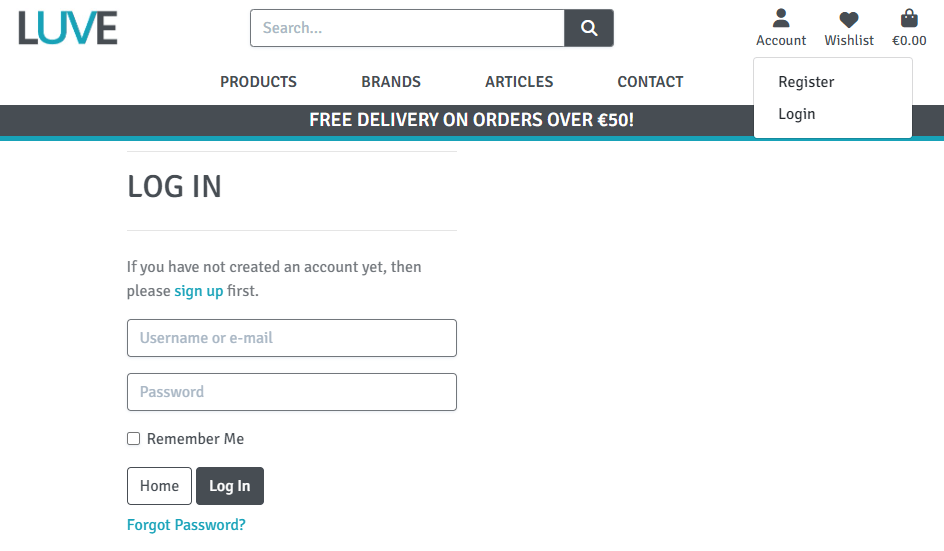 LUVE
Search...
Account Wishlist €0.00
PRODUCTS BRANDS ARTICLES CONTACT
Register
Login
FREE DELIVERY ON ORDERS OVER €50!
LOG IN
If you have not created an account yet, then
please sign up first.
Username or e-mail
Password
Remember Me
Home Log In
Forgot Password?